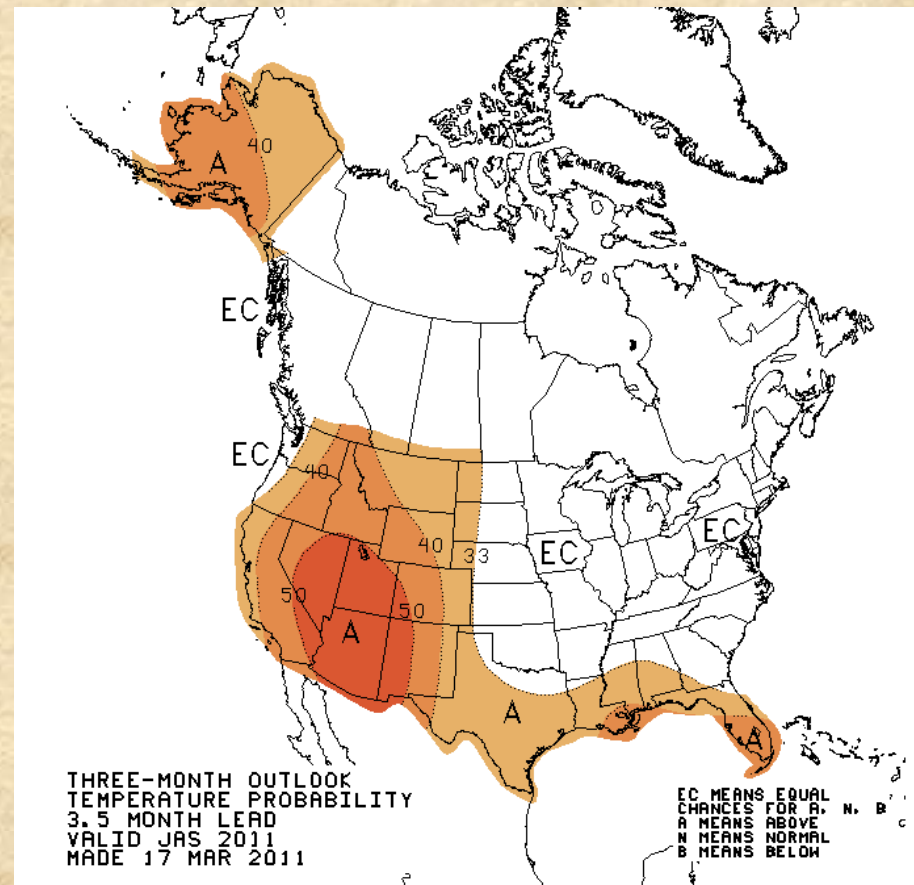 A
40
EC
EC
40
40
33
EC
EC
50
50
A
A
A
THREE-MONTH OUTLOOK
TEMPERATURE PROBABILITY
3.5 MONTH LEAD
VALID JAS 2011
MADE 17 MAR 2011
EC MEANS EQUAL
CHANCES FOR A, N, B
A MEANS ABOVE
N MEANS NORMAL
B MEANS BELOW